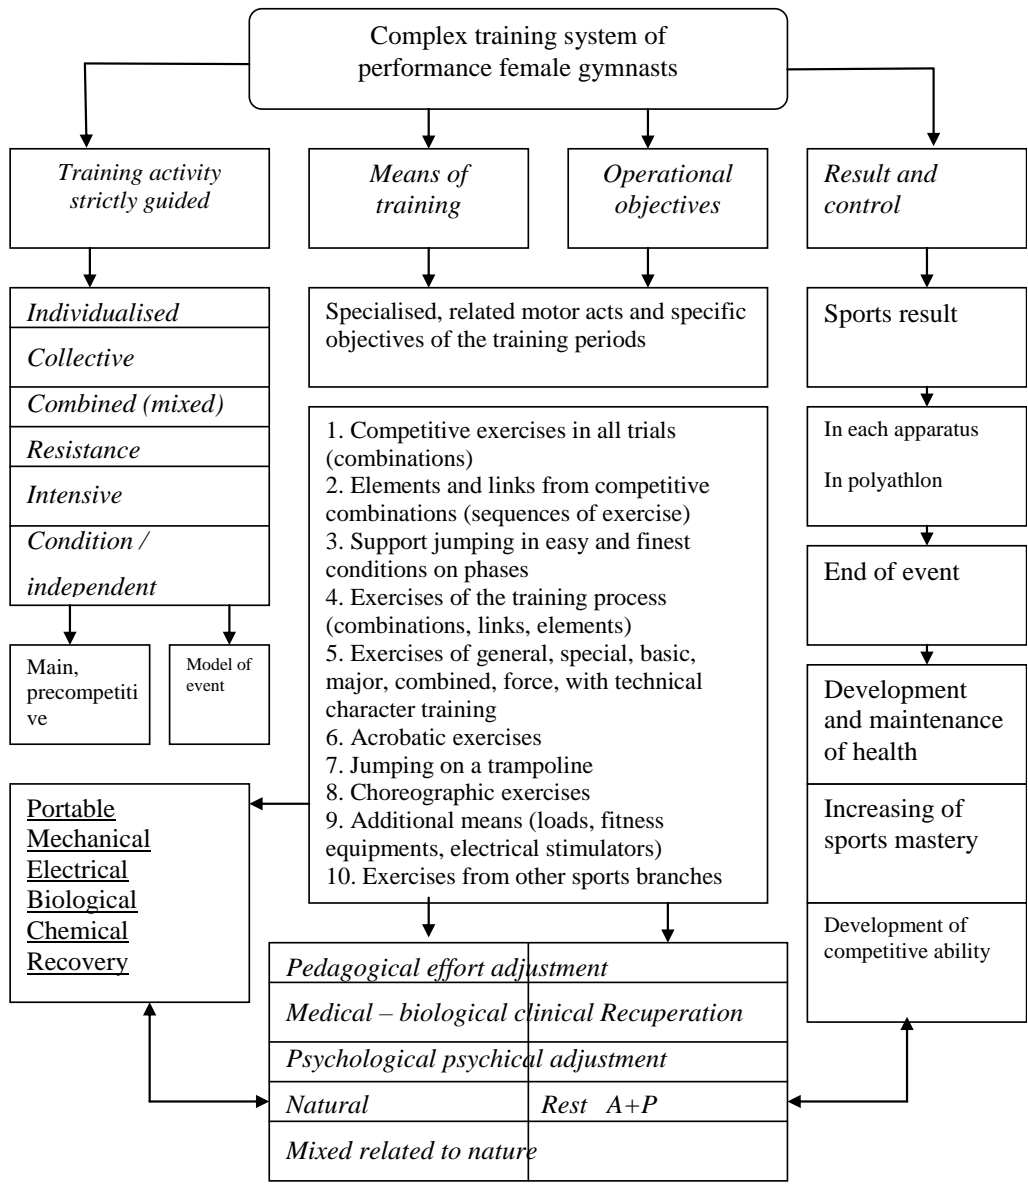 Complex training system of
performance female gymnasts
Training activity
strictly guided
Means of
training
Operational
objectives
Result and
control
Individualised
Collective
Combined (mixed)
Resistance
Intensive
Condition /
independent
Main,
precompetiti
ve
Model of
event
Specialised, related motor acts and specific
objectives of the training periods
1. Competitive exercises in all trials
(combinations)
2. Elements and links from competitive
combinations (sequences of exercise)
3. Support jumping in easy and finest
conditions on phases
4. Exercises of the training process
(combinations, links, elements)
5. Exercises of general, special, basic,
major, combined, force, with technical
character training
6. Acrobatic exercises
7. Jumping on a trampoline
8. Choreographic exercises
9. Additional means (loads, fitness
equipments, electrical stimulators)
10. Exercises from other sports branches
Sports result
In each apparatus
In polyathlon
End of event
Development
and maintenance
of health
Increasing of
sports mastery
Development of
competitive ability
Portable
Mechanical
Electrical
Biological
Chemical
Recovery
Pedagogical effort adjustment
Medical – biological clinical Recuperation
Psychological psychical adjustment
Natural Rest A+P
Mixed related to nature